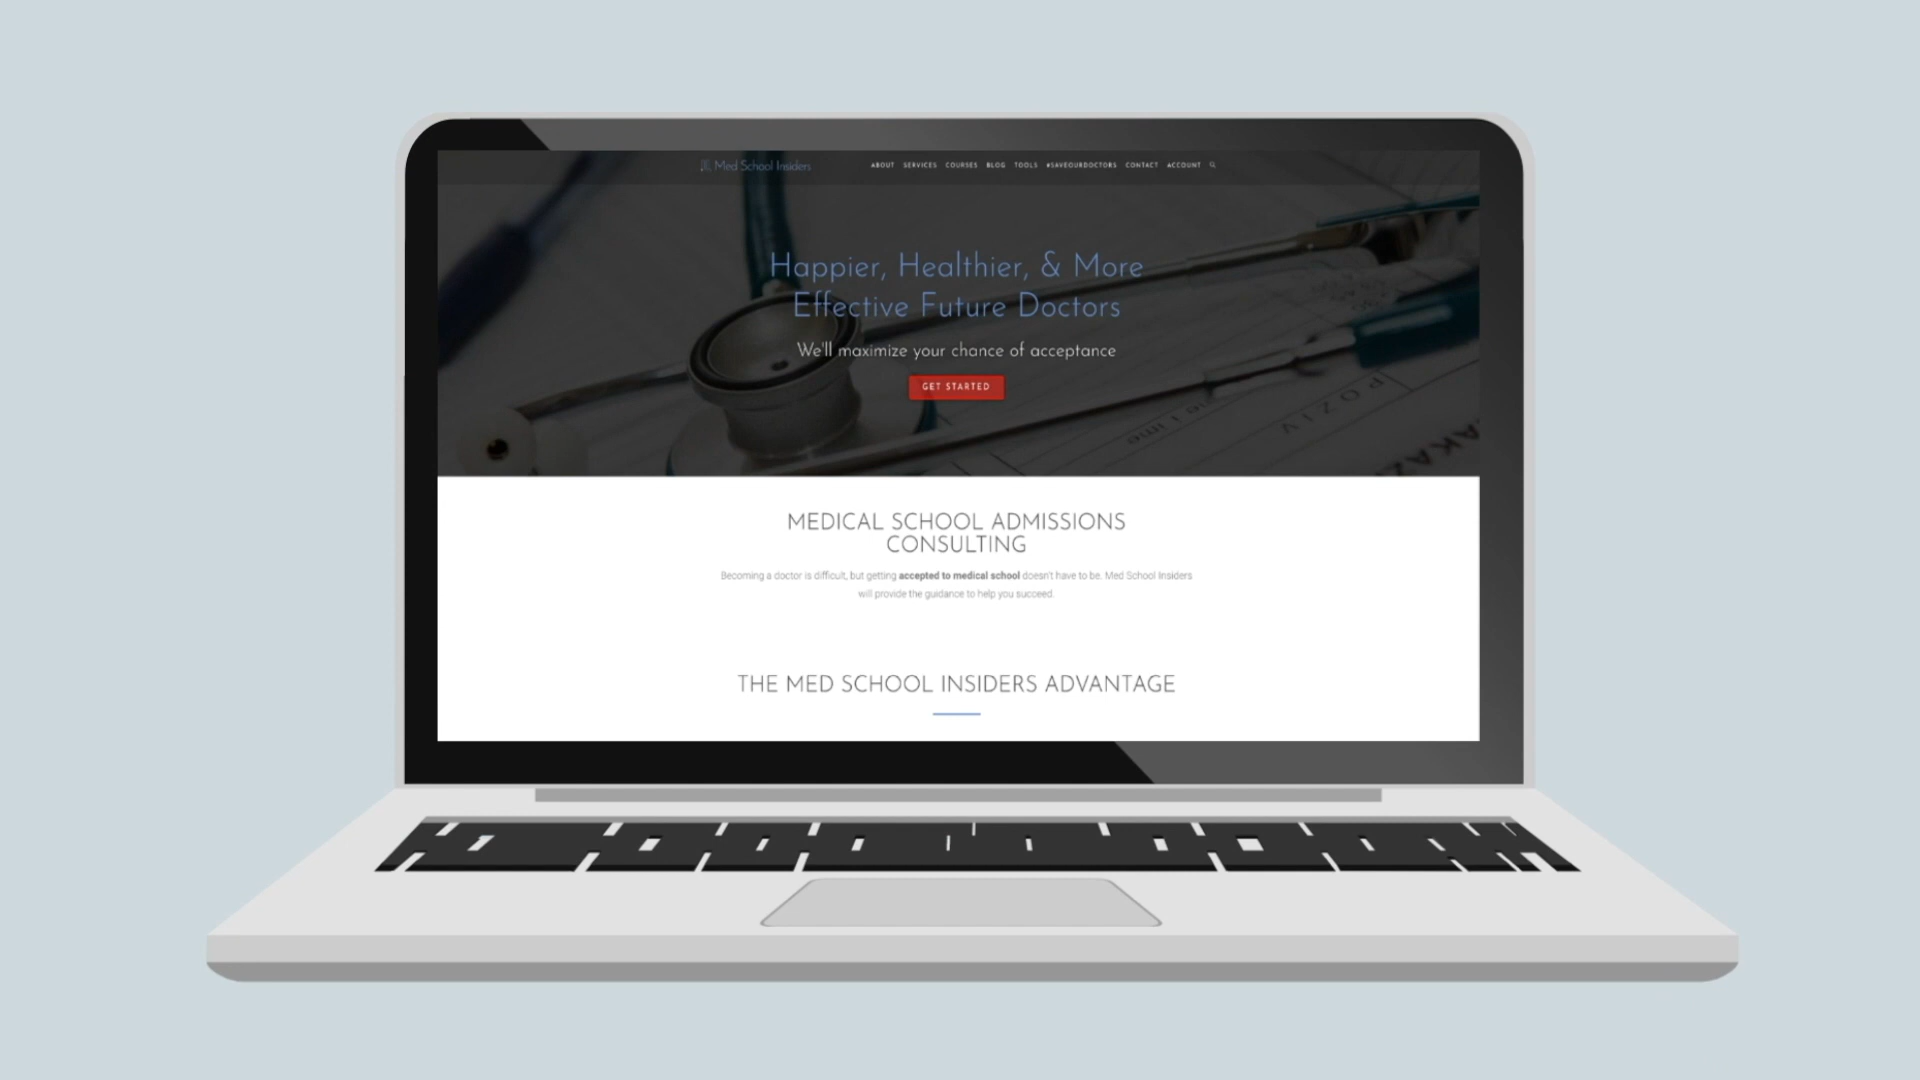 Med School Insiders
ABOUT SERVICES COURSES BLOG TOOLS #SAVEOURDOCTORS CONTACT ACCOUNT
Happier, Healthier, & More
Effective Future Doctors
We'll maximize your chance of acceptance
GET STARTED
POZIV
MEDICAL SCHOOL ADMISSIONS
CONSULTING
Becoming a doctor is difficult, but getting accepted to medical school doesn't have to be. Med School Insiders
will provide the guidance to help you succeed.
THE MED SCHOOL INSIDERS ADVANTAGE